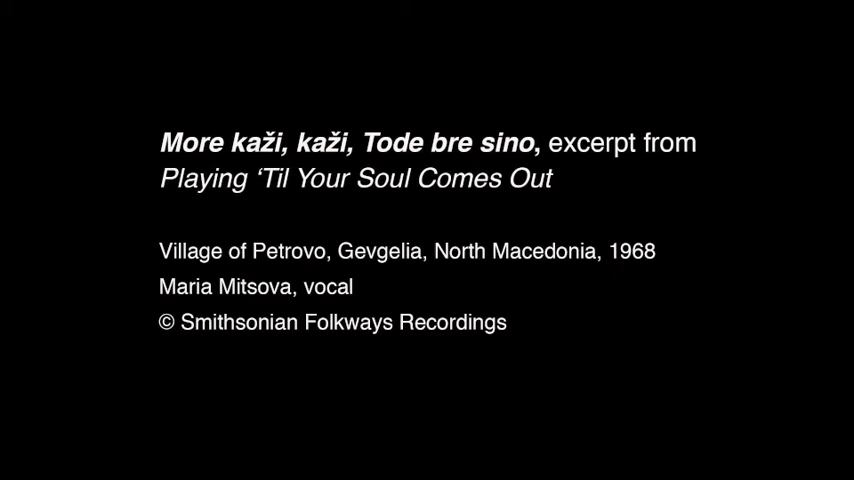 More kaži, kaži, Tode bre sino, excerpt from
Playing ‘Til Your Soul Comes Out
Village of Petrovo, Gevgelia, North Macedonia, 1968
Maria Mitsova, vocal
© Smithsonian Folkways Recordings